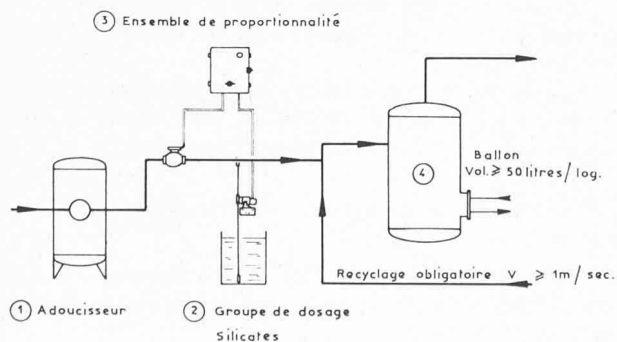 ③ Ensemble de proportionnalité
④
Ballon
Vol. ≥ 50 litres / log.
Recyclage obligatoire V ≥ 1m / sec.
① Adoucisseur
② Groupe de dosage
Silicates